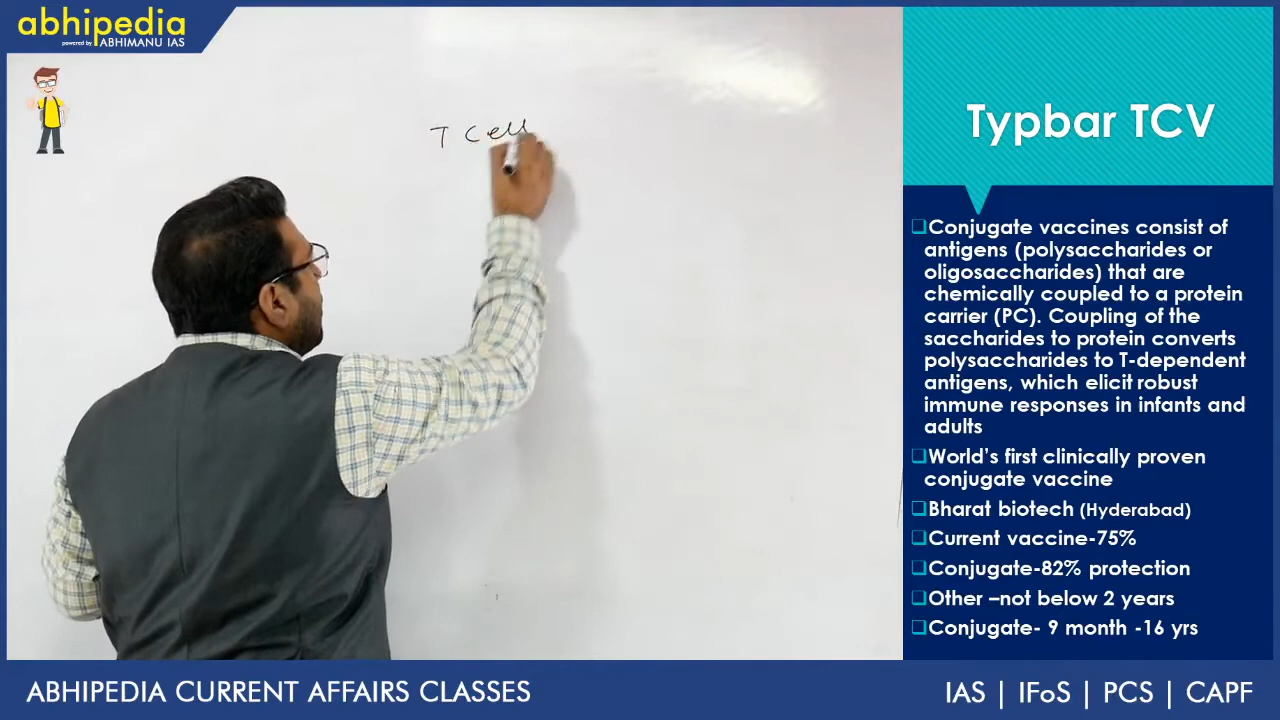 abhipedia
powered by ABHIMANU IAS
T Cell
Typbar TCV
❑Conjugate vaccines consist of
antigens (polysaccharides or
oligosaccharides) that are
chemically coupled to a protein
carrier (PC). Coupling of the
saccharides to protein converts
polysaccharides to T-dependent
antigens, which elicit robust
immune responses in infants and
adults
❑World's first clinically proven
conjugate vaccine
❑Bharat biotech (Hyderabad)
❑Current vaccine-75%
❑Conjugate-82% protection
❑Other –not below 2 years
❑Conjugate- 9 month -16 yrs
ABHIPEDIA CURRENT AFFAIRS CLASSES
IAS | IFoS | PCS | CAPF